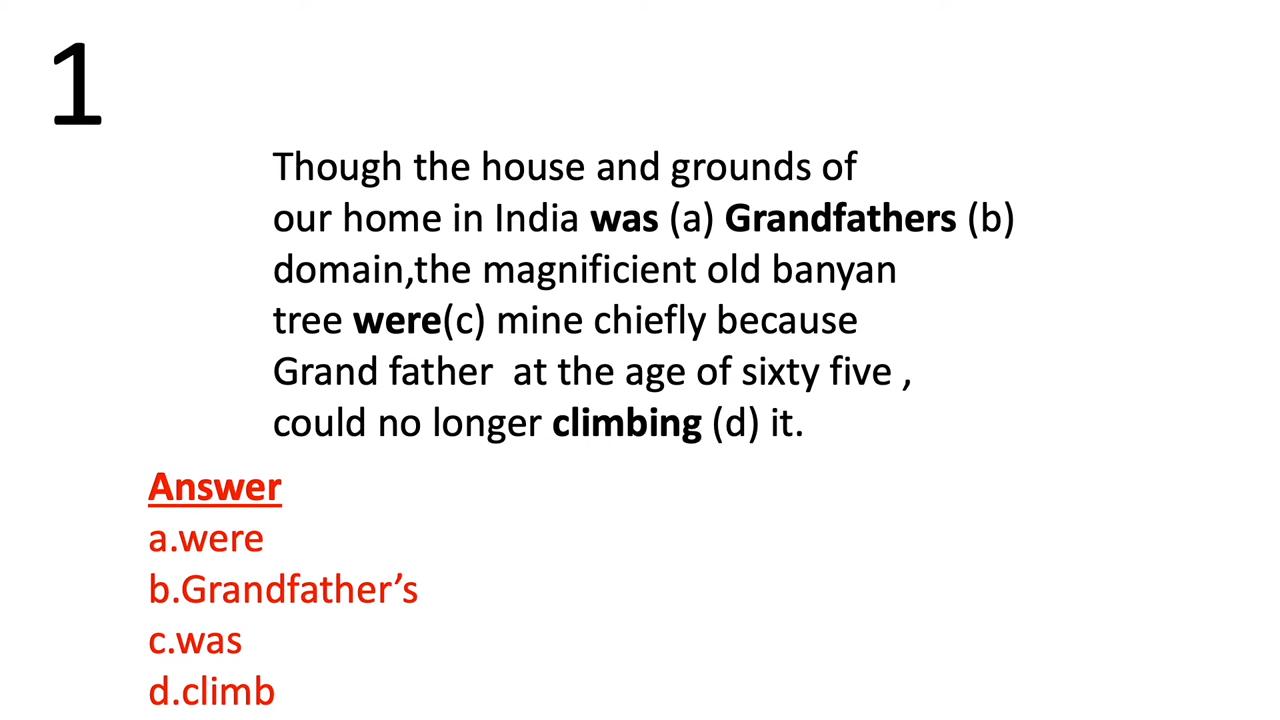 1
Though the house and grounds of
our home in India was (a) Grandfathers (b)
domain,the magnificient old banyan
tree were(c) mine chiefly because
Grand father  at the age of sixty five ,
could no longer climbing (d) it.
Answer
a.were
b.Grandfather’s
c.was
d.climb